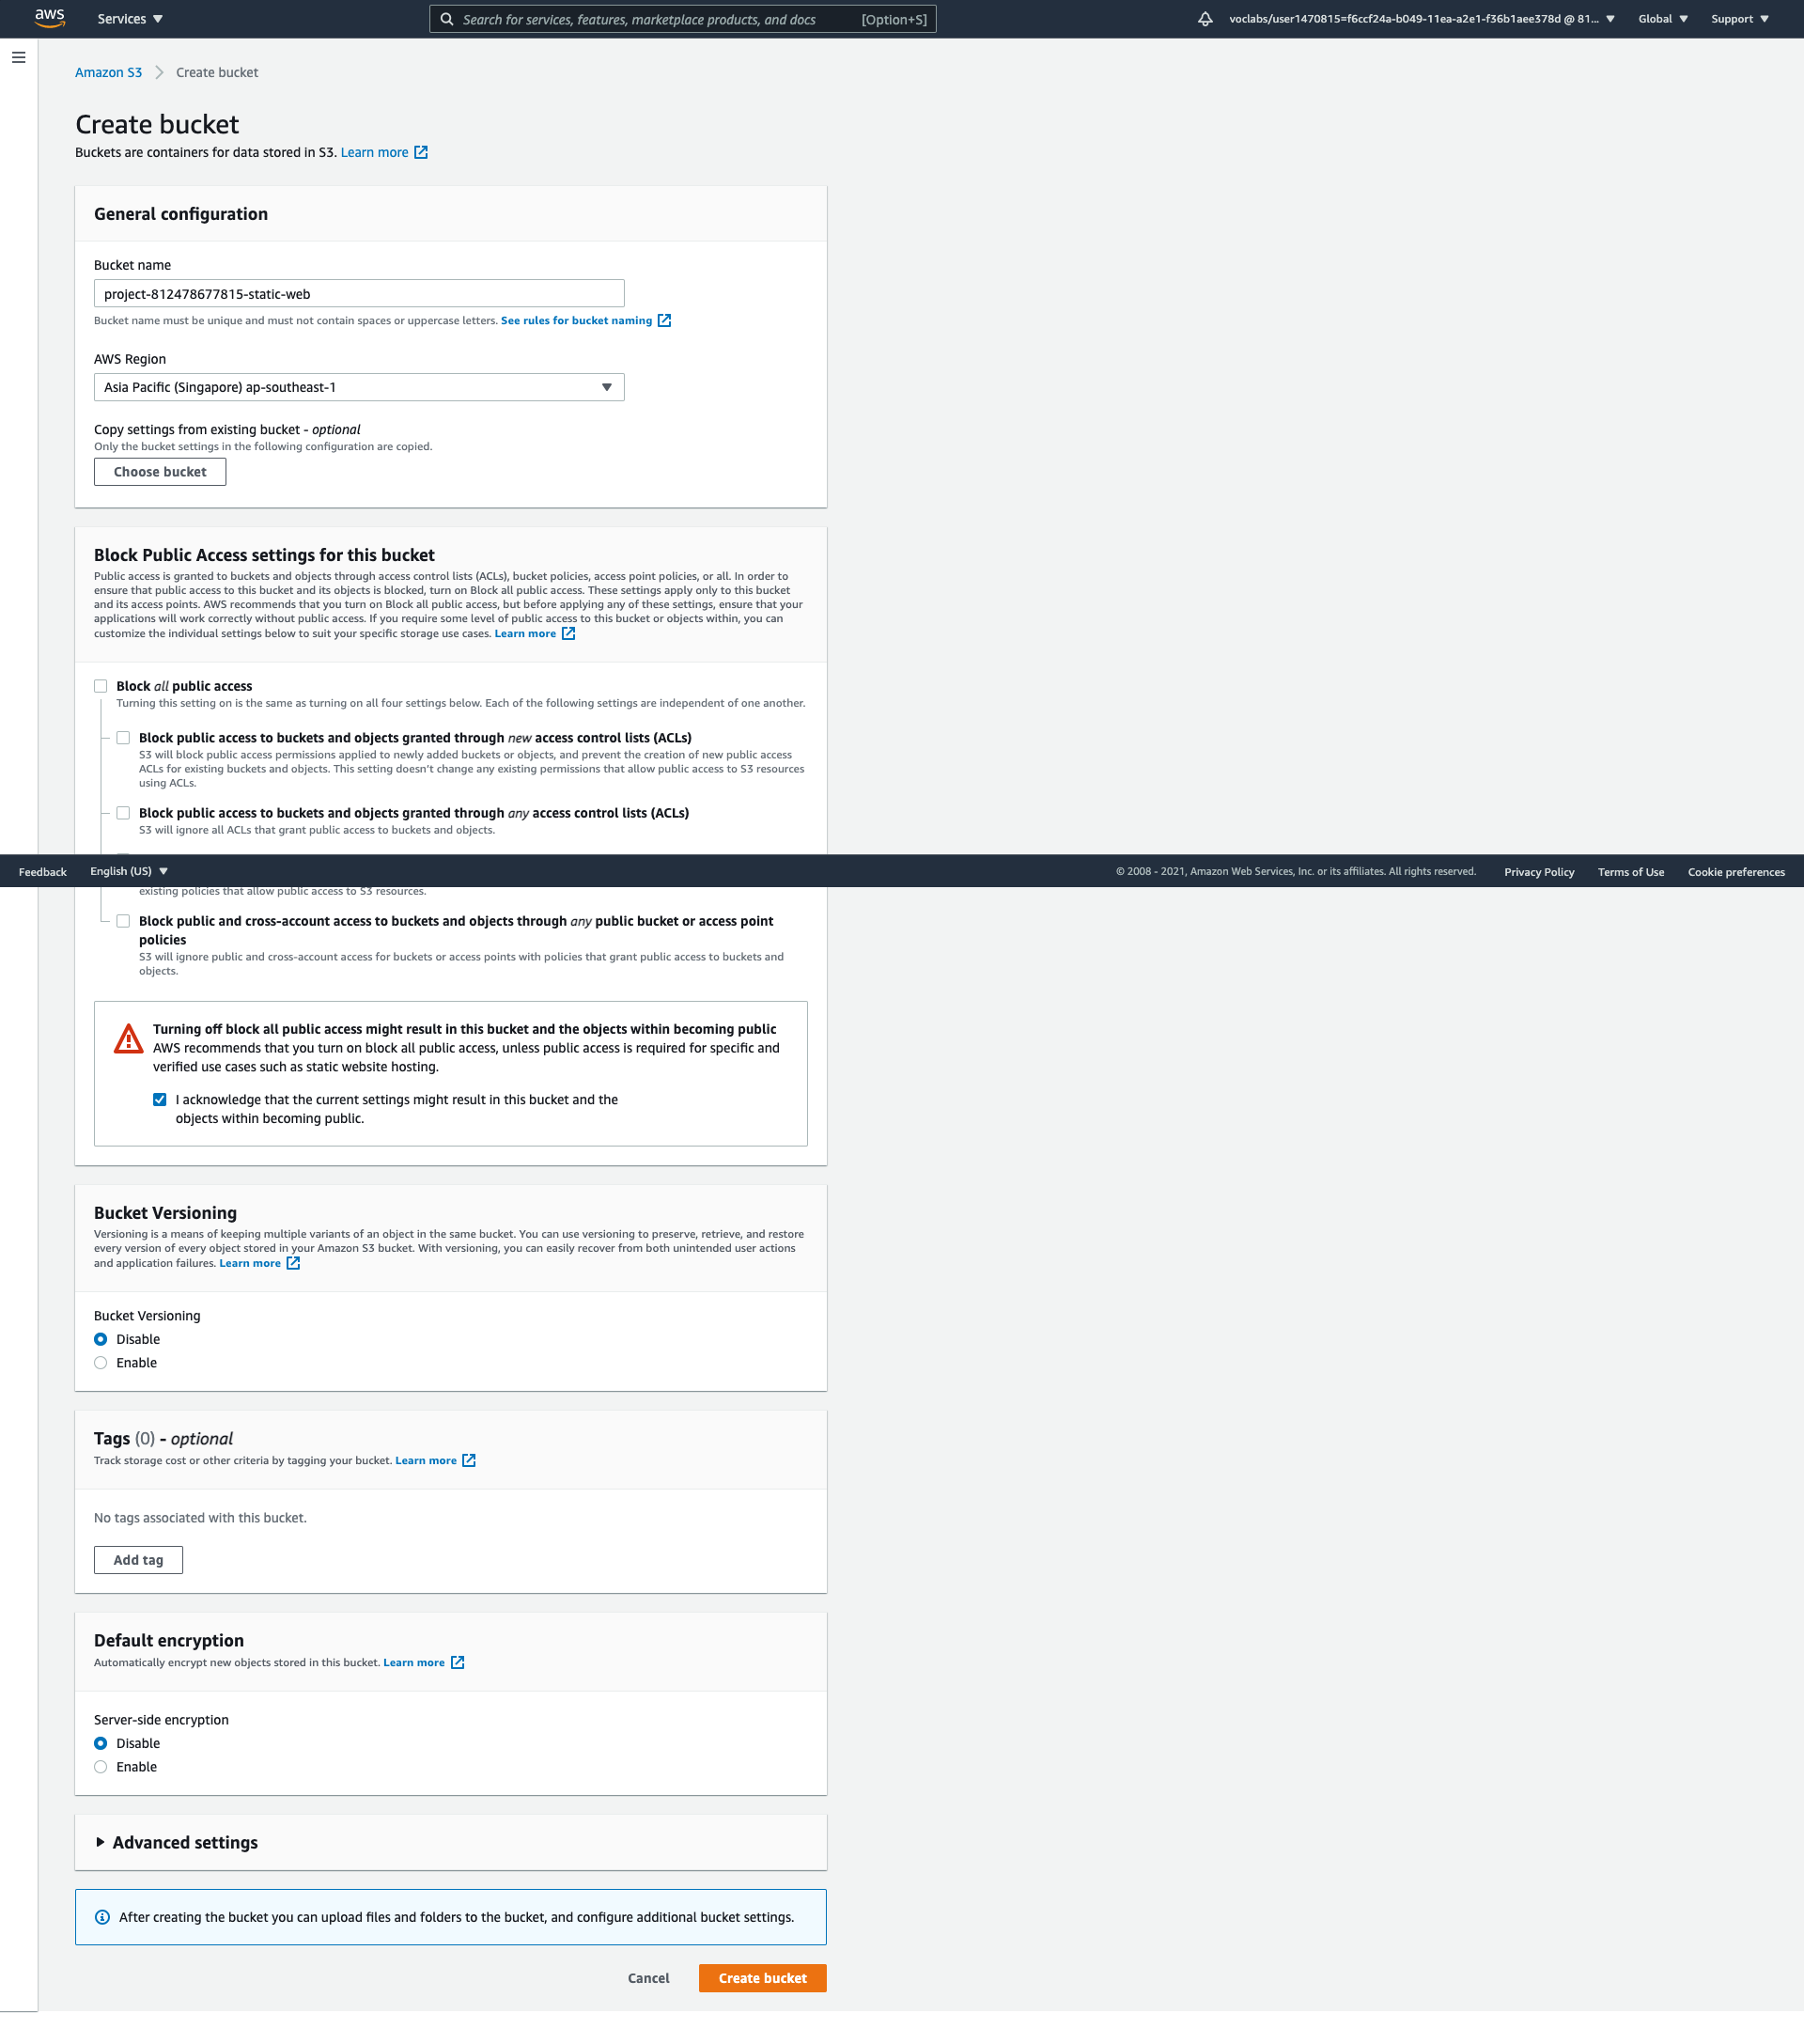 aws
Services
Search for services, features, marketplace products, and docs [Option+S]
voclabs/user1470815=f6ccf24a-b049-11ea-a2e1-f36b1aee378d @ 81...
Global
Support
Amazon S3 Create bucket
Create bucket
Buckets are containers for data stored in S3. Learn more
General configuration
Bucket name
project-812478677815-static-web
Bucket name must be unique and must not contain spaces or uppercase letters. See rules for bucket naming
AWS Region
Asia Pacific (Singapore) ap-southeast-1
Copy settings from existing bucket - optional
Only the bucket settings in the following configuration are copied.
Choose bucket
Block Public Access settings for this bucket
Public access is granted to buckets and objects through access control lists (ACLs), bucket policies, access point policies, or all. In order to
ensure that public access to this bucket and its objects is blocked, turn on Block all public access. These settings apply only to this bucket
and its access points. AWS recommends that you turn on Block all public access, but before applying any of these settings, ensure that your
applications will work correctly without public access. If you require some level of public access to this bucket or objects within, you can
customize the individual settings below to suit your specific storage use cases. Learn more
Block all public access
Turning this setting on is the same as turning on all four settings below. Each of the following settings are independent of one another.
Block public access to buckets and objects granted through new access control lists (ACLs)
S3 will block public access permissions applied to newly added buckets or objects, and prevent the creation of new public access
ACLs for existing buckets and objects. This setting doesn't change any existing permissions that allow public access to S3 resources
using ACLs.
Block public access to buckets and objects granted through any access control lists (ACLs)
S3 will ignore all ACLs that grant public access to buckets and objects.
Feedback
English (US)
© 2008 - 2021, Amazon Web Services, Inc. or its affiliates. All rights reserved.
Privacy Policy
Terms of Use
Cookie preferences
existing policies that allow public access to S3 resources.
Block public and cross-account access to buckets and objects through any public bucket or access point
policies
S3 will ignore public and cross-account access for buckets or access points with policies that grant public access to buckets and
objects.
Turning off block all public access might result in this bucket and the objects within becoming public
AWS recommends that you turn on block all public access, unless public access is required for specific and
verified use cases such as static website hosting.
I acknowledge that the current settings might result in this bucket and the
objects within becoming public.
Bucket Versioning
Versioning is a means of keeping multiple variants of an object in the same bucket. You can use versioning to preserve, retrieve, and restore
every version of every object stored in your Amazon S3 bucket. With versioning, you can easily recover from both unintended user actions
and application failures. Learn more
Bucket Versioning
Disable
Enable
Tags (0) - optional
Track storage cost or other criteria by tagging your bucket. Learn more
No tags associated with this bucket.
Add tag
Default encryption
Automatically encrypt new objects stored in this bucket. Learn more
Server-side encryption
Disable
Enable
Advanced settings
After creating the bucket you can upload files and folders to the bucket, and configure additional bucket settings.
Cancel
Create bucket